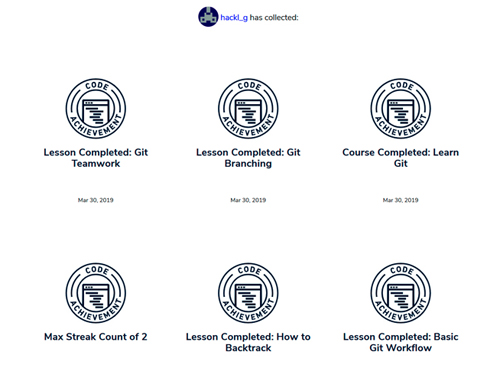 hackl_g has collected:
CODE ACHIEVEMENT
CODE ACHIEVEMENT
CODE ACHIEVEMENT
Lesson Completed: Git
Teamwork
Lesson Completed: Git
Branching
Course Completed: Learn
Git
Mar 30, 2019
Mar 30, 2019
Mar 30, 2019
CODE ACHIEVEMENT
CODE ACHIEVEMENT
CODE ACHIEVEMENT
Max Streak Count of 2
Lesson Completed: How to
Backtrack
Lesson Completed: Basic
Git Workflow